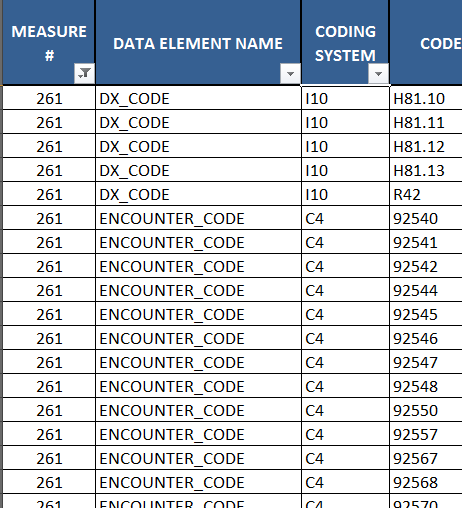 MEASURE # DATA ELEMENT NAME CODING SYSTEM CODE
261 DX_CODE I10 H81.10
261 DX_CODE I10 H81.11
261 DX_CODE I10 H81.12
261 DX_CODE I10 H81.13
261 DX_CODE I10 R42
261 ENCOUNTER_CODE C4 92540
261 ENCOUNTER_CODE C4 92541
261 ENCOUNTER_CODE C4 92542
261 ENCOUNTER_CODE C4 92544
261 ENCOUNTER_CODE C4 92545
261 ENCOUNTER_CODE C4 92546
261 ENCOUNTER_CODE C4 92547
261 ENCOUNTER_CODE C4 92548
261 ENCOUNTER_CODE C4 92550
261 ENCOUNTER_CODE C4 92557
261 ENCOUNTER_CODE C4 92567
261 ENCOUNTER_CODE C4 92568
261 ENCOUNTER_CODE C4 92570